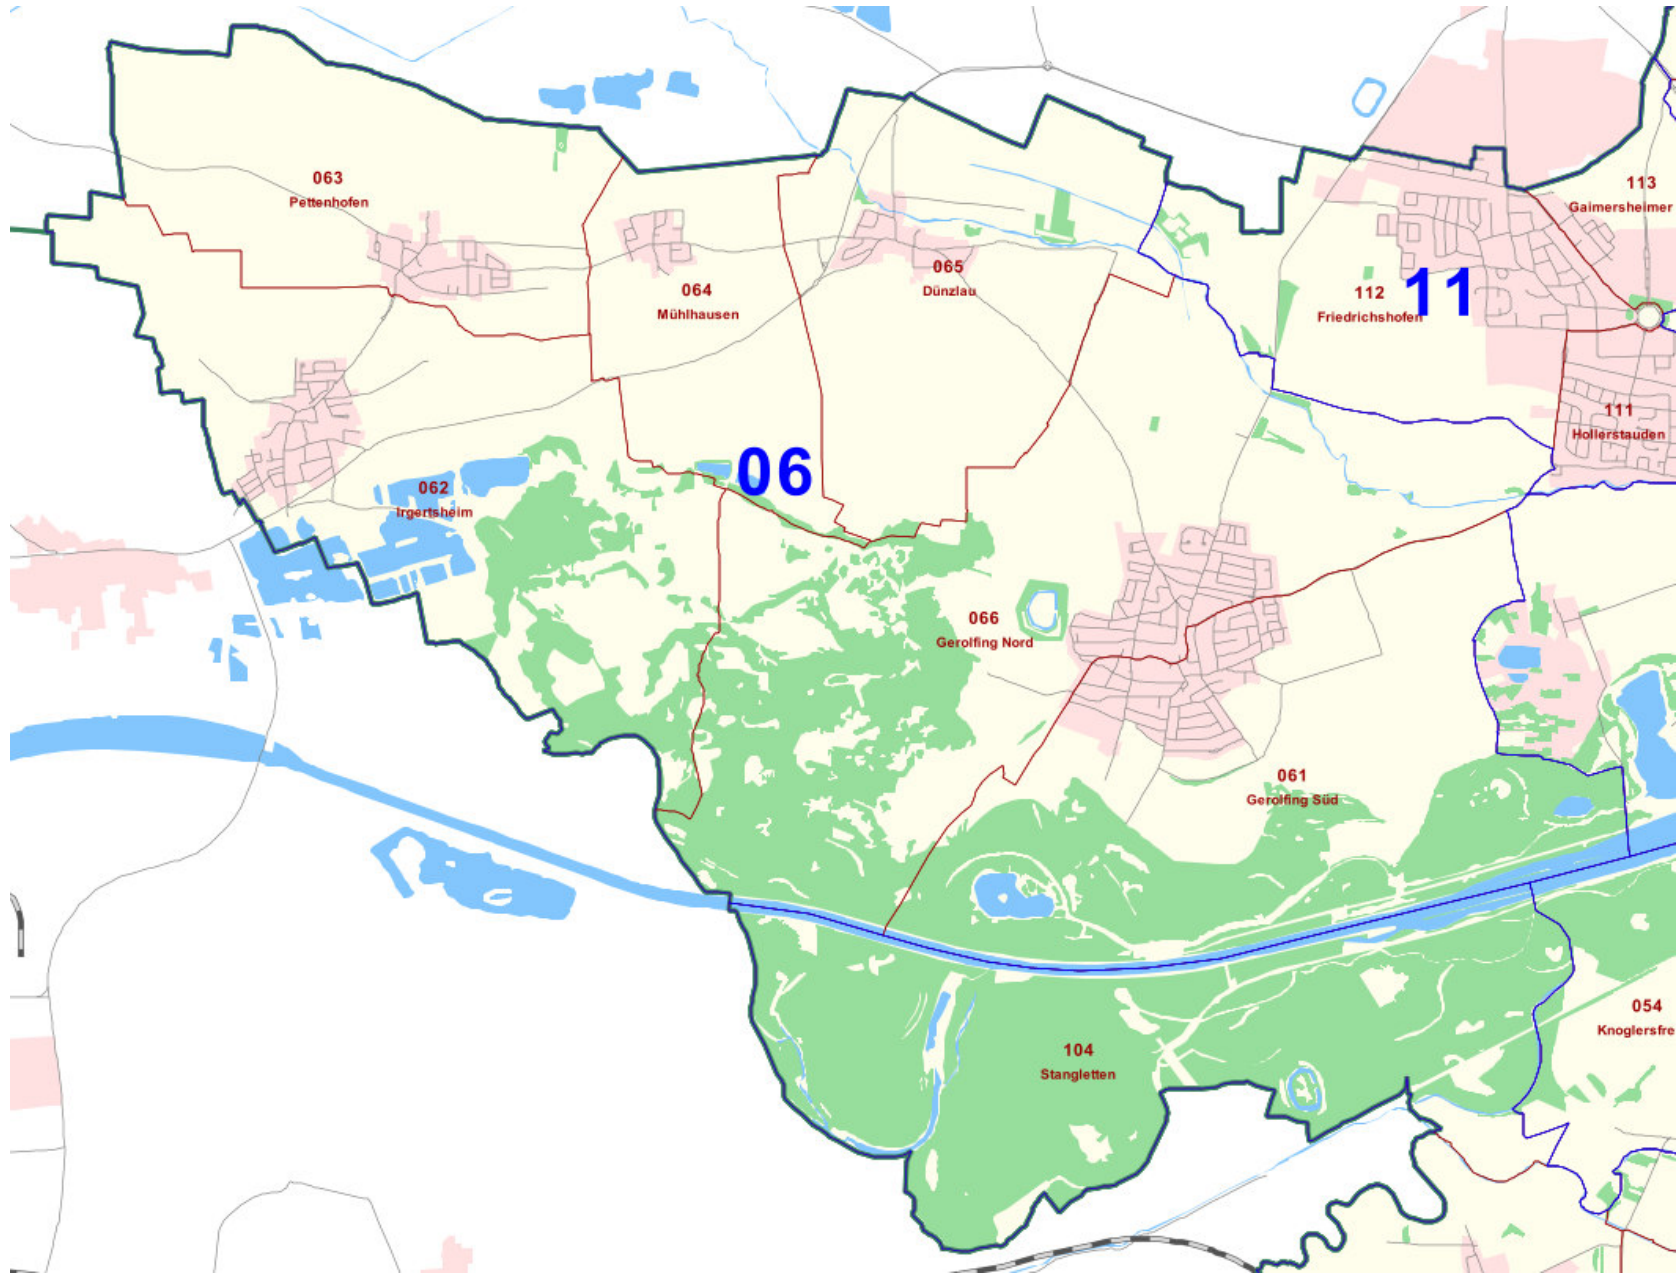 063
Pettenhofen
113
Gaimersheimer
064
Mühlhausen
065
Dünzlau
112
Friedrichshofen
11
111
Hollerstauden
06
062
Irgertsheim
066
Gerolfing Nord
061
Gerolfing Süd
054
Knoglersfre
104
Stangletten